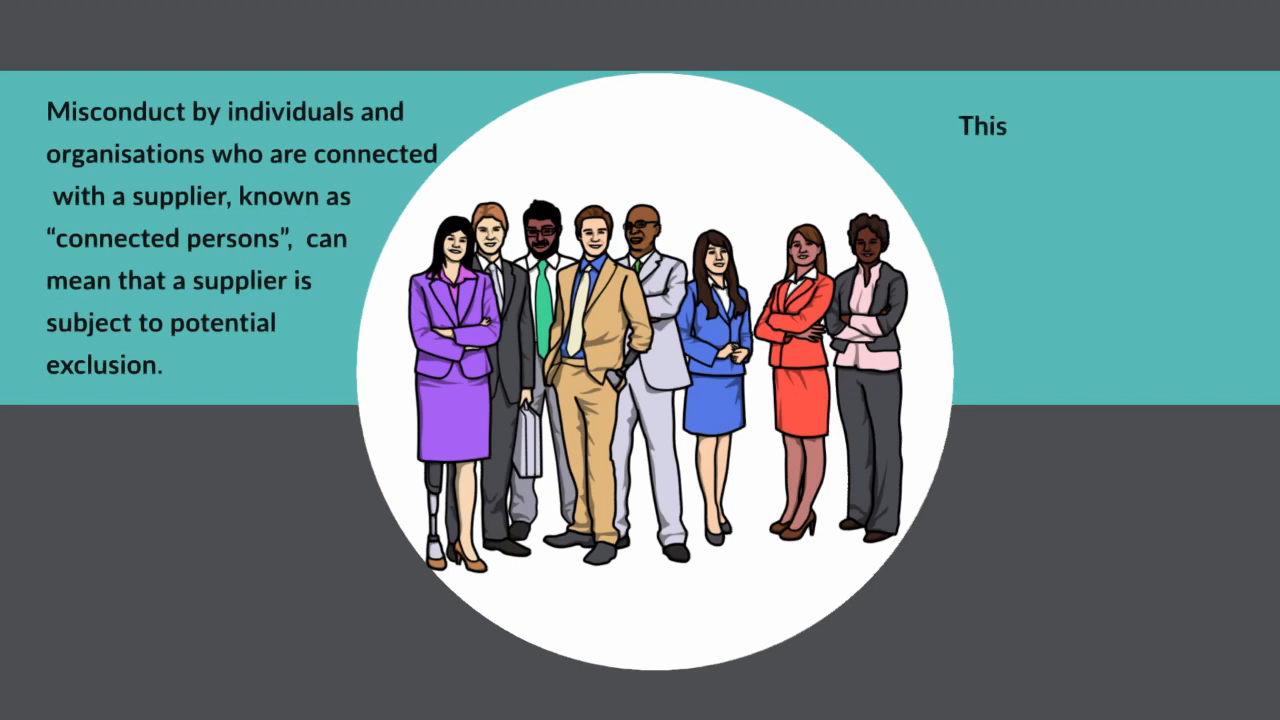 Misconduct by individuals and
organisations who are connected
with a supplier, known as
“connected persons”, can
mean that a supplier is
subject to potential
exclusion.
This